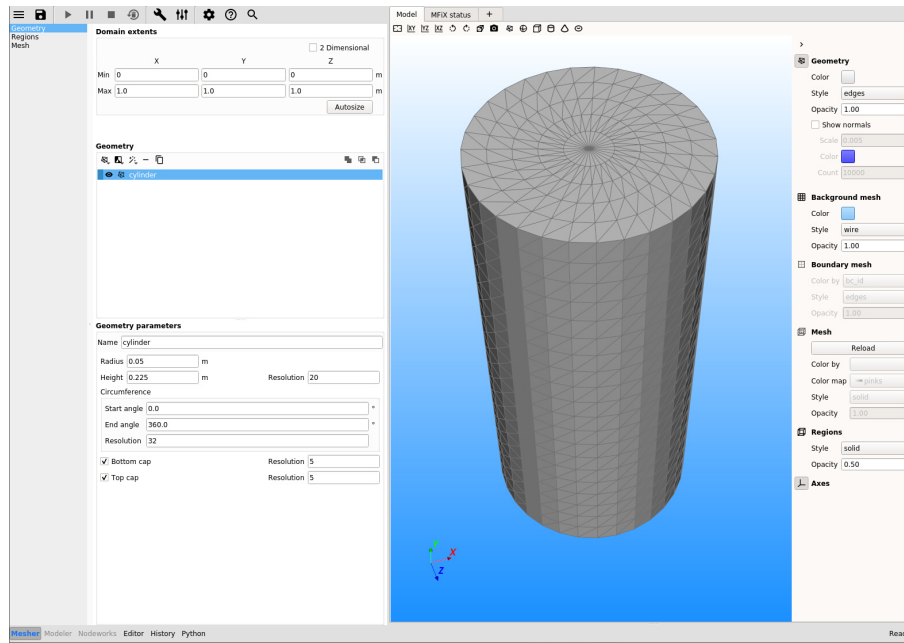 Model MFiX status +
Geometry
Regions
Mesh
Domain extents
2 Dimensional
X Y Z
Min 0 0 0 m
Max 1.0 1.0 1.0 m
Autosize
Geometry
cylinder
Geometry parameters
Name cylinder
Radius 0.05 m
Height 0.225 m Resolution 20
Circumference
Start angle 0.0 °
End angle 360.0 °
Resolution 32
Bottom cap Resolution 5
Top cap Resolution 5
XY YZ XZ
Y
X
Z
>
Geometry
Color
Style edges
Opacity 1.00
Show normals
Scale 0.005
Color
Count 10000
Background mesh
Color
Style wire
Opacity 1.00
Boundary mesh
Color by bc_id
Style edges
Opacity 1.00
Mesh
Reload
Color by
Color map pinks
Style solid
Opacity 1.00
Regions
Style solid
Opacity 0.50
Axes
Mesher Modeler Nodeworks Editor History Python